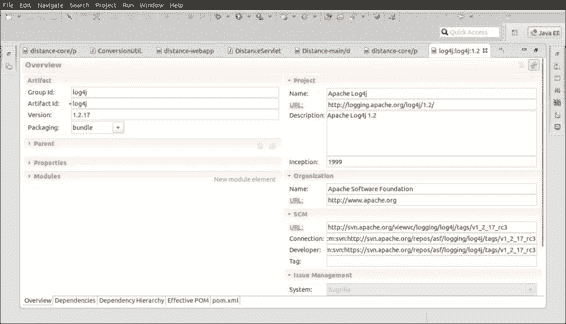 File Edit Navigate Search Project Run Window Help
Quick Access
Java EE
distance-core/p ConversionUtil. distance-webapp DistanceServlet Distance-main/d distance-core/p log4j:log4j:1.2
Overview
Artifact
Group Id: log4j
Artifact Id: log4j
Version: 1.2.17
Packaging: bundle
Parent
Properties
Modules
New module element
Project
Name: Apache Log4j
URL: http://logging.apache.org/log4j/1.2/
Description: Apache Log4j 1.2
Inception: 1999
Organization
Name: Apache Software Foundation
URL: http://www.apache.org
SCM
URL: http://svn.apache.org/viewvc/logging/log4j/tags/v1_2_17_rc3
Connection: :m:svn:http://svn.apache.org/repos/asf/logging/log4j/tags/v1_2_17_rc3
Developer: :m:svn:https://svn.apache.org/repos/asf/logging/log4j/tags/v1_2_17_rc3
Tag:
Issue Management
System: Bugzilla
Overview Dependencies Dependency Hierarchy Effective POM pom.xml